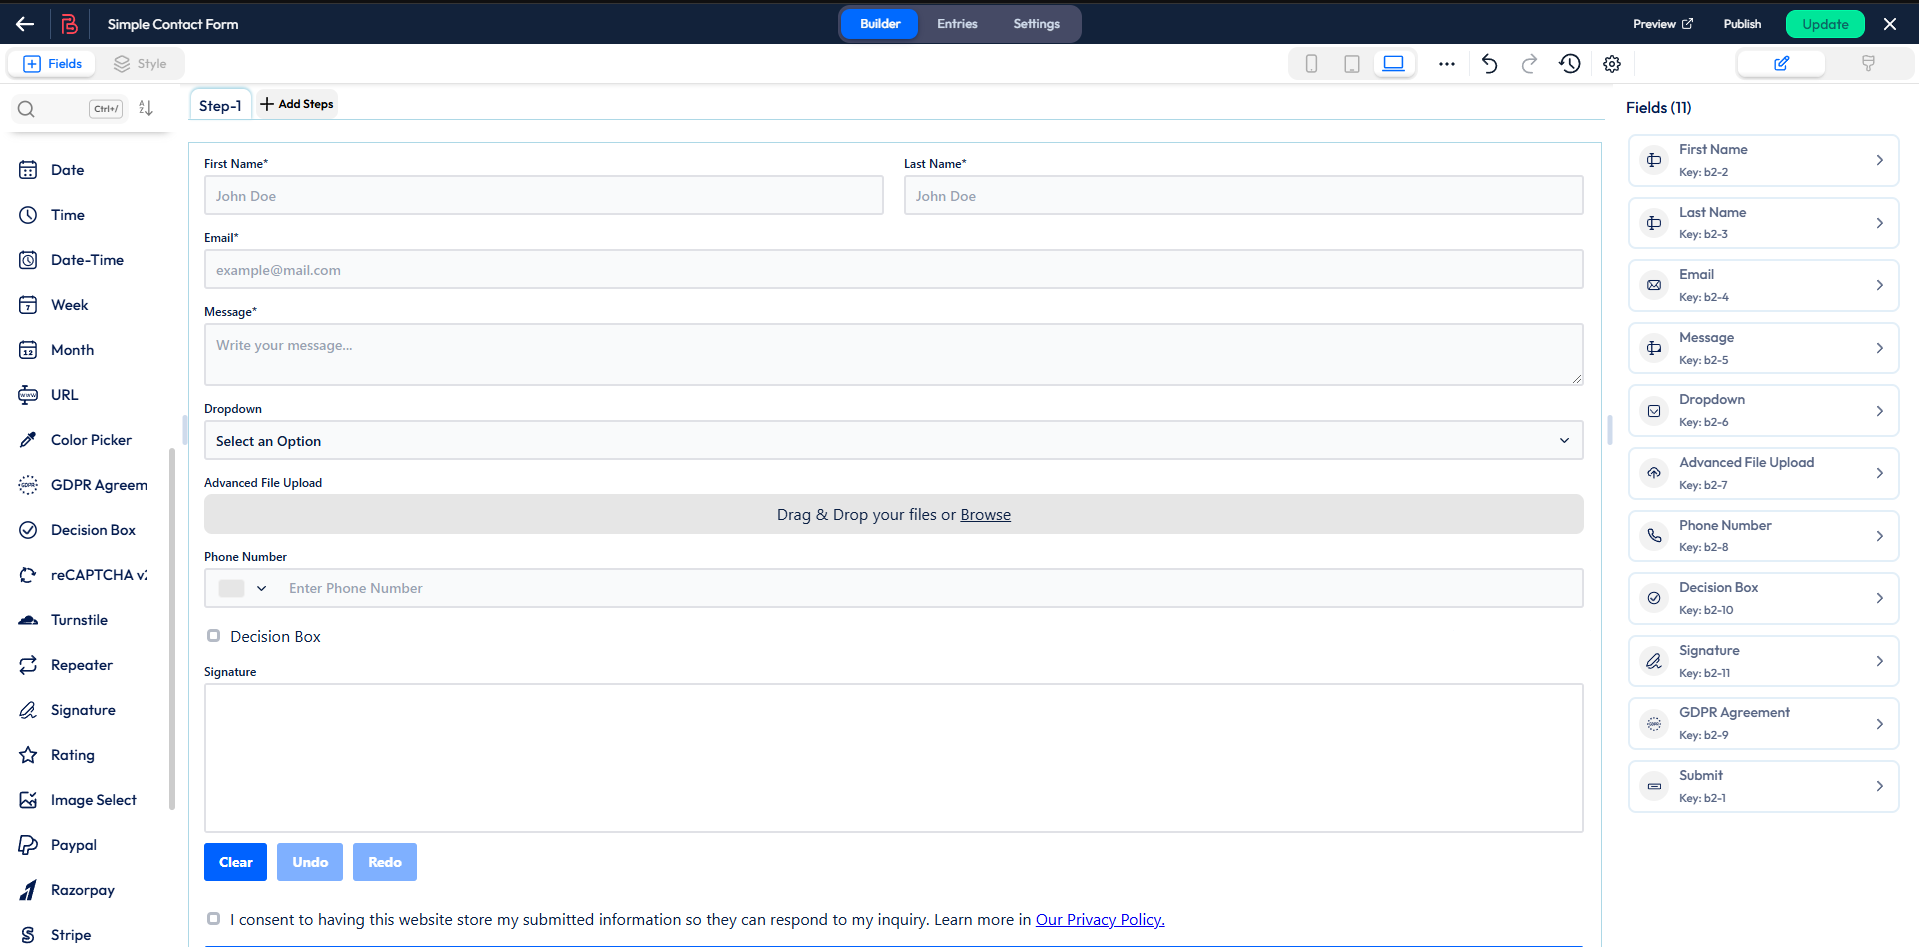 Simple Contact Form
Builder
Entries
Settings
Preview
Publish
Update
Fields
Style
Ctrl+/
Step-1
Add Steps
Date
Time
Date-Time
Week
Month
URL
Color Picker
GDPR Agreem
Decision Box
reCAPTCHA v2
Turnstile
Repeater
Signature
Rating
Image Select
Paypal
Razorpay
Stripe
First Name*
Last Name*
John Doe
John Doe
Email*
example@mail.com
Message*
Write your message...
Dropdown
Select an Option
Advanced File Upload
Drag & Drop your files or Browse
Phone Number
Enter Phone Number
Decision Box
Signature
Clear
Undo
Redo
I consent to having this website store my submitted information so they can respond to my inquiry. Learn more in Our Privacy Policy.
Fields (11)
First Name
Key: b2-2
Last Name
Key: b2-3
Email
Key: b2-4
Message
Key: b2-5
Dropdown
Key: b2-6
Advanced File Upload
Key: b2-7
Phone Number
Key: b2-8
Decision Box
Key: b2-10
Signature
Key: b2-11
GDPR Agreement
Key: b2-9
Submit
Key: b2-1